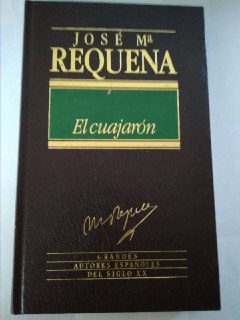 JOSÉ Mª
REQUENA
El cuajarón
GRANDES
AUTORES ESPAÑOLES
DEL SIGLO XX